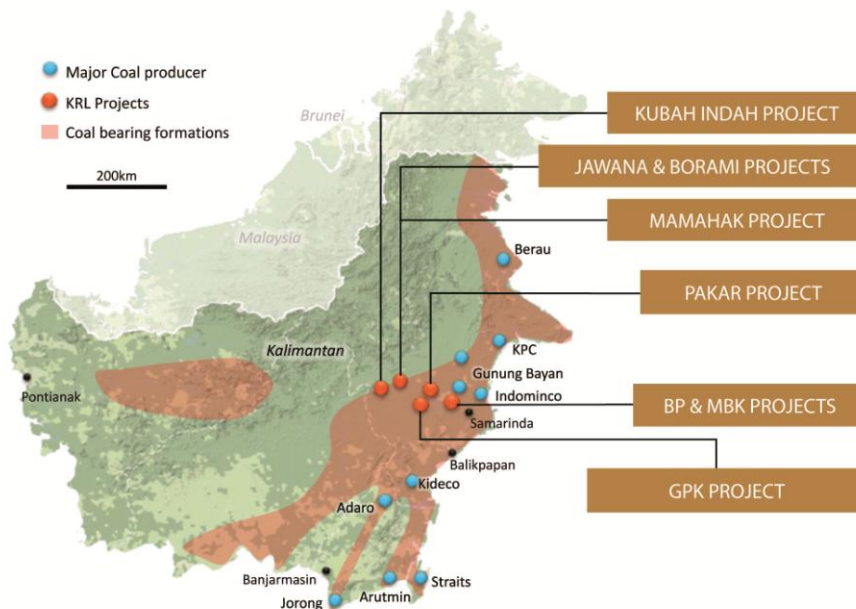 Major Coal producer
KRL Projects
Coal bearing formations
200km
Brunei
Malaysia
KUBAH INDAH PROJECT
JAWANA & BORAMI PROJECTS
MAMAHAK PROJECT
Berau
PAKAR PROJECT
Kalimantan
KPC
Gunung Bayan
Pontianak
Indominco
BP & MBK PROJECTS
Samarinda
Balikpapan
GPK PROJECT
Kideco
Adaro
Banjarmasin
Straits
Arutmin
Jorong